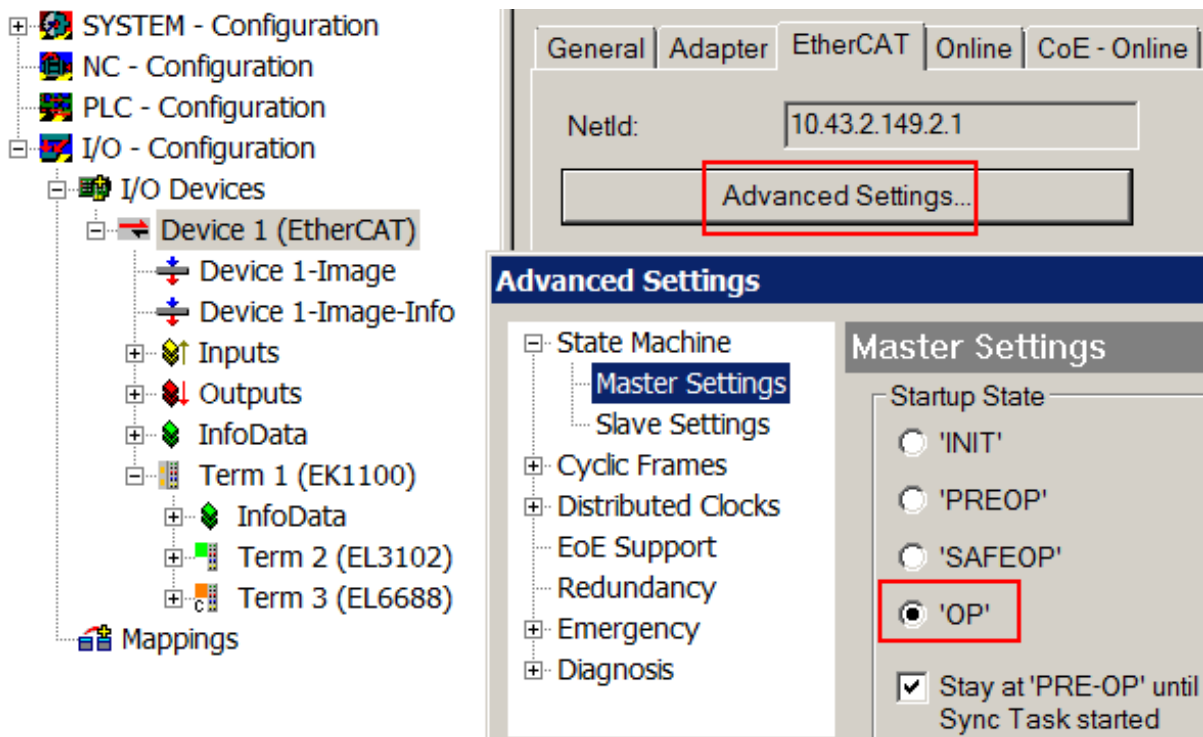 SYSTEM - Configuration
NC - Configuration
PLC - Configuration
I/O - Configuration
I/O Devices
Device 1 (EtherCAT)
Device 1-Image
Device 1-Image-Info
Inputs
Outputs
InfoData
Term 1 (EK1100)
InfoData
Term 2 (EL3102)
C
Term 3 (EL6688)
Mappings
General
Adapter
EtherCAT
Online
CoE - Online
NetId:
10.43.2.149.2.1
Advanced Settings...
Advanced Settings
State Machine
Master Settings
Slave Settings
Cyclic Frames
Distributed Clocks
EoE Support
Redundancy
Emergency
Diagnosis
Master Settings
Startup State
'INIT'
'PREOP'
'SAFEOP'
'OP'
Stay at 'PRE-OP' until
Sync Task started